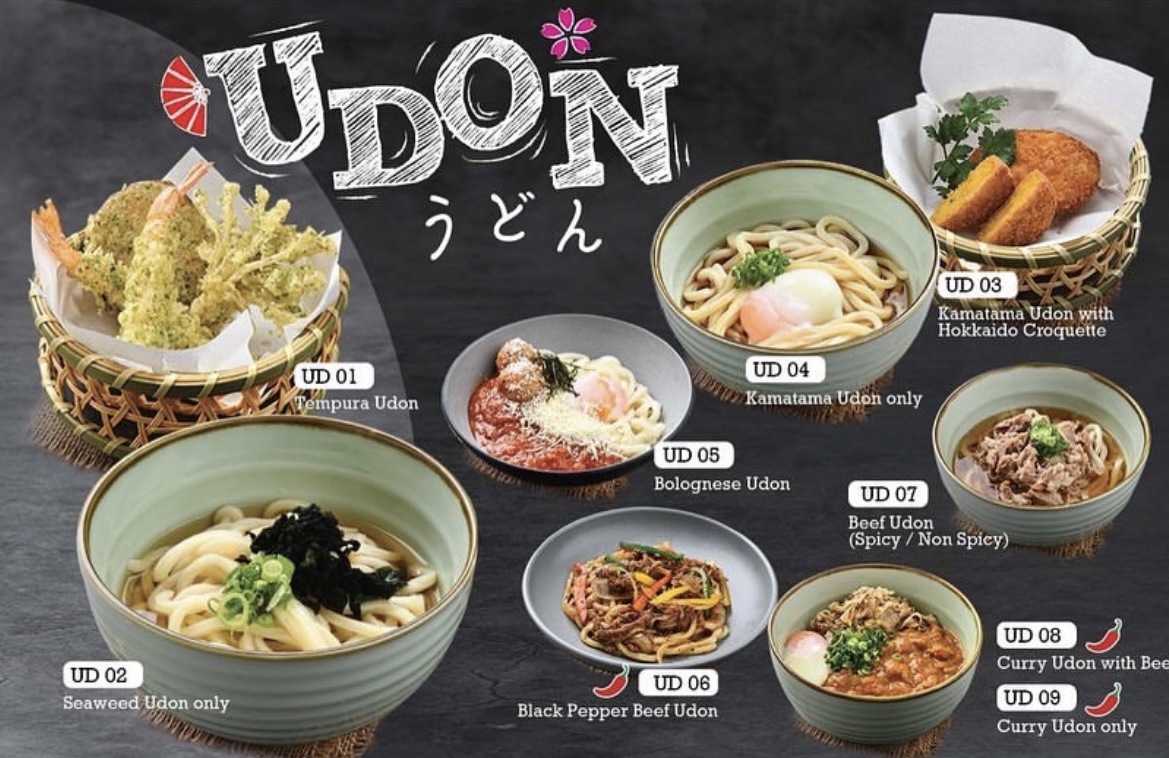 UDON
うどん
UD 01
Tempura Udon
UD 02
Seaweed Udon only
UD 03
Kamatama Udon with
Hokkaido Croquette
UD 04
Kamatama Udon only
UD 05
Bolognese Udon
UD 06
Black Pepper Beef Udon
UD 07
Beef Udon
(Spicy / Non Spicy)
UD 08
Curry Udon with Bee
UD 09
Curry Udon only